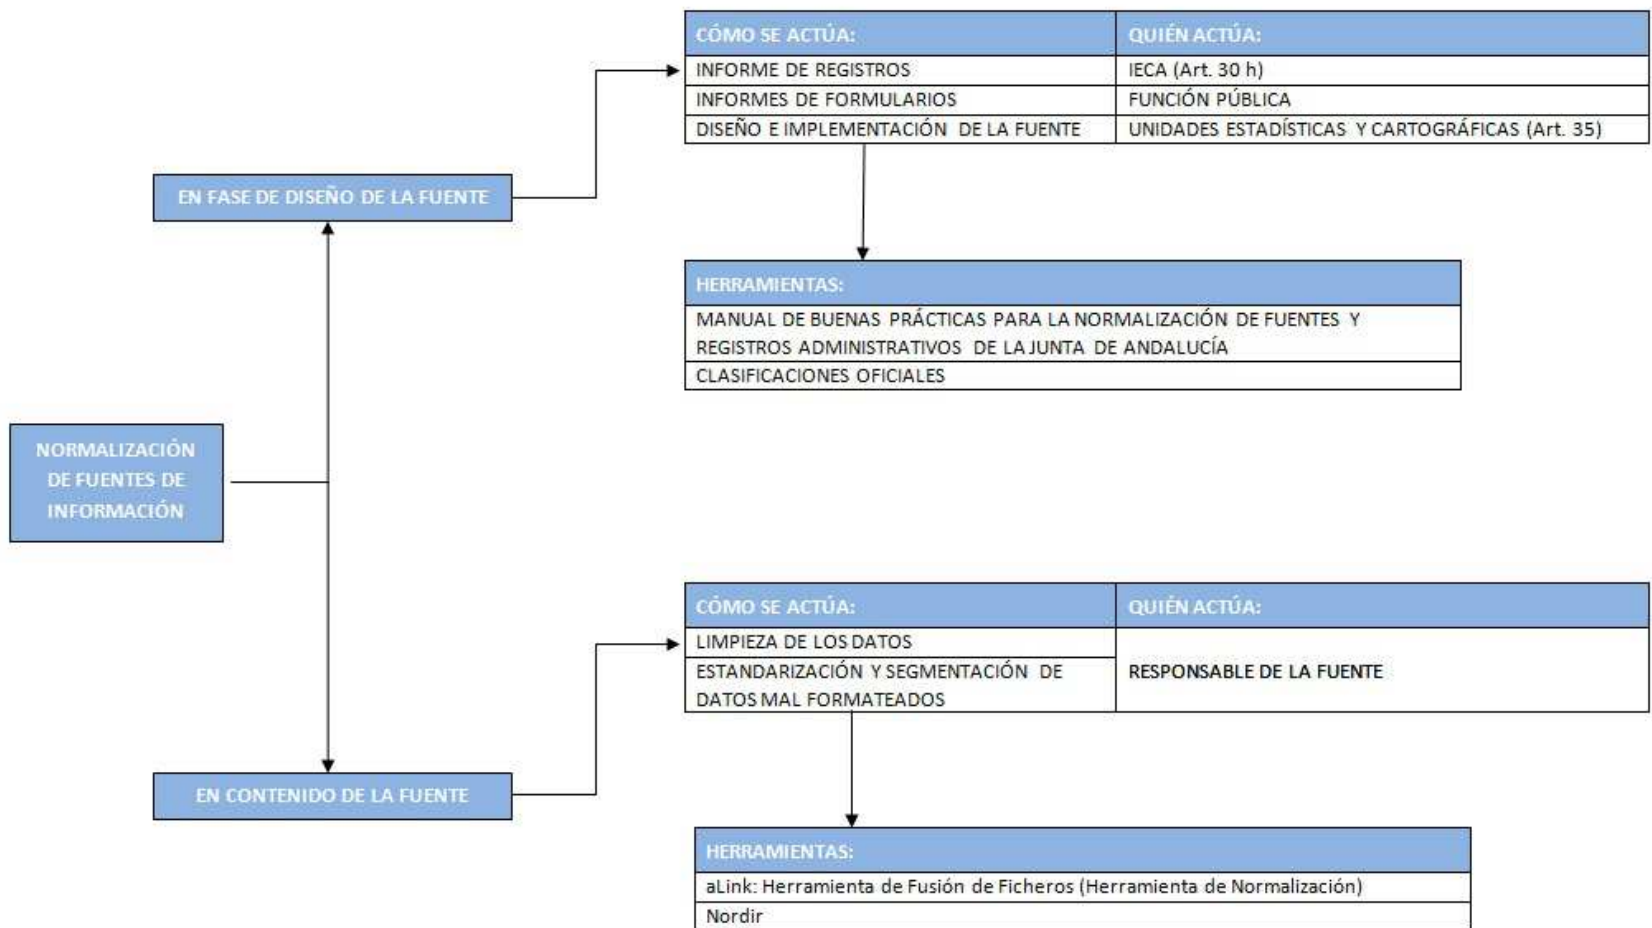 CÓMO SE ACTÚA: QUIÉN ACTÚA:
INFORME DE REGISTROS IECA (Art. 30 h)
INFORMES DE FORMULARIOS FUNCIÓN PÚBLICA
DISEÑO E IMPLEMENTACIÓN DE LA FUENTE UNIDADES ESTADÍSTICAS Y CARTOGRÁFICAS (Art. 35)
EN FASE DE DISEÑO DE LA FUENTE
HERRAMIENTAS:
MANUAL DE BUENAS PRÁCTICAS PARA LA NORMALIZACIÓN DE FUENTES Y
REGISTROS ADMINISTRATIVOS DE LA JUNTA DE ANDALUCÍA
CLASIFICACIONES OFICIALES
NORMALIZACIÓN
DE FUENTES DE
INFORMACIÓN
CÓMO SE ACTÚA: QUIÉN ACTÚA:
LIMPIEZA DE LOS DATOS
ESTANDARIZACIÓN Y SEGMENTACIÓN DE
DATOS MAL FORMATEADOS
RESPONSABLE DE LA FUENTE
EN CONTENIDO DE LA FUENTE
HERRAMIENTAS:
aLink: Herramienta de Fusión de Ficheros (Herramienta de Normalización)
Nordir